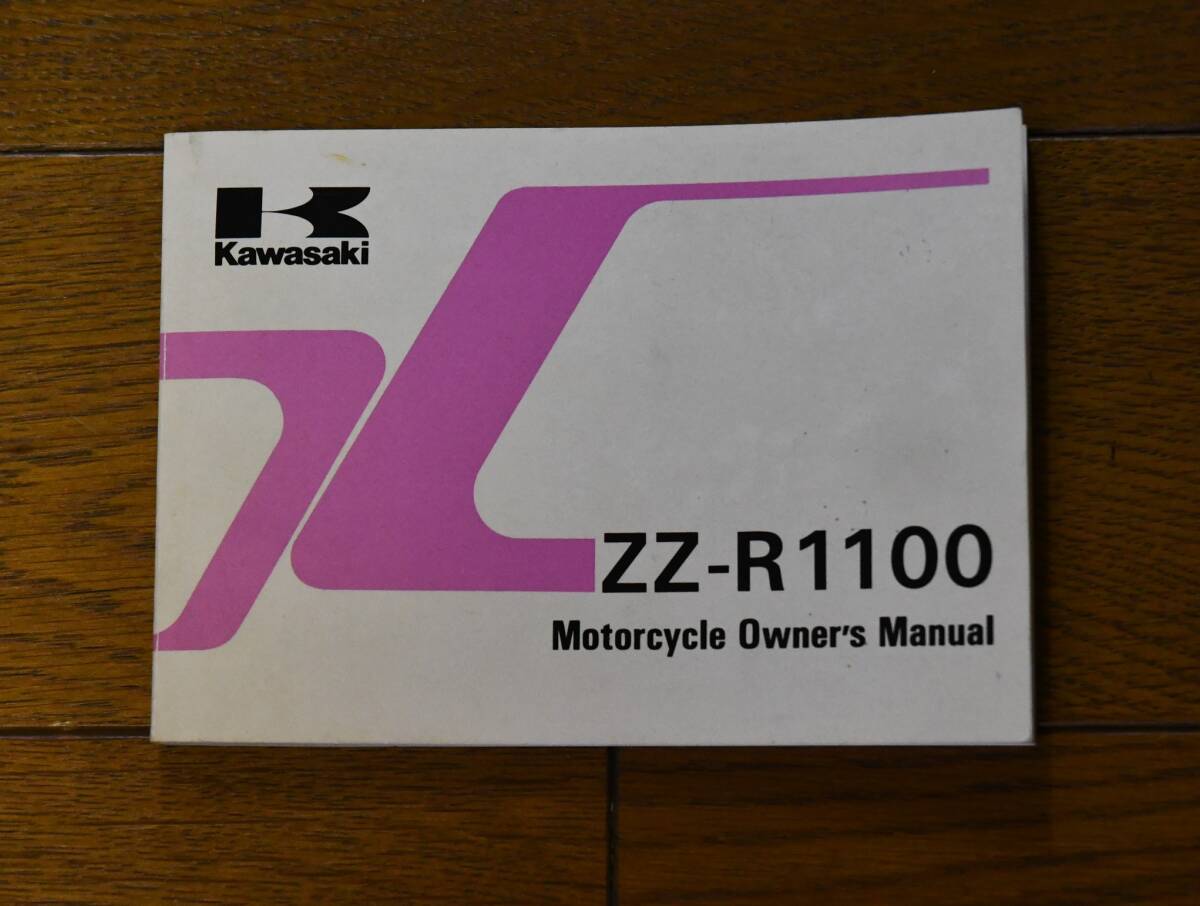 Kawasaki
ZZ-R1100
Motorcycle Owner's Manual